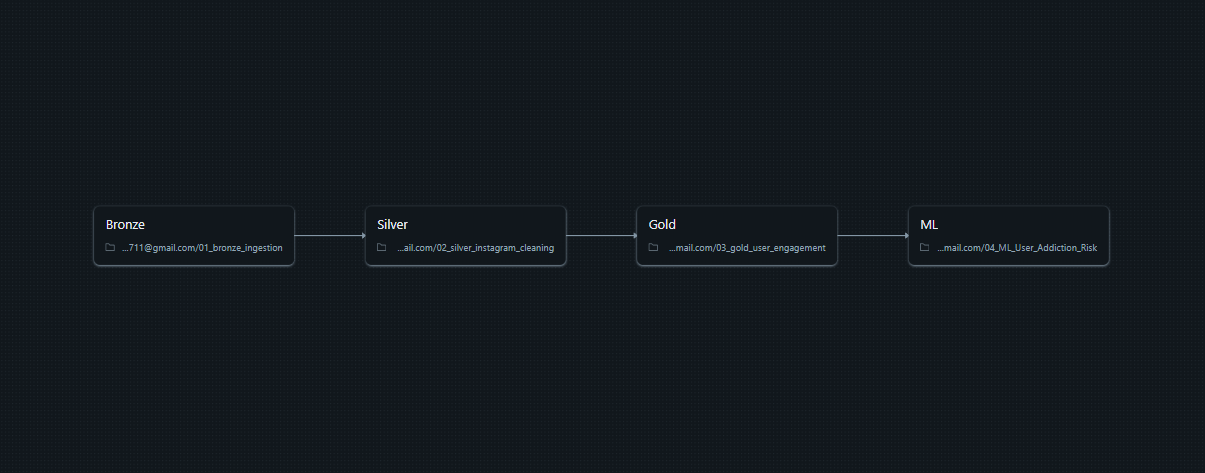 Bronze
...711@gmail.com/01_bronze_ingestion
Silver
...ail.com/02_silver_instagram_cleaning
Gold
...mail.com/03_gold_user_engagement
ML
...mail.com/04_ML_User_Addiction_Risk